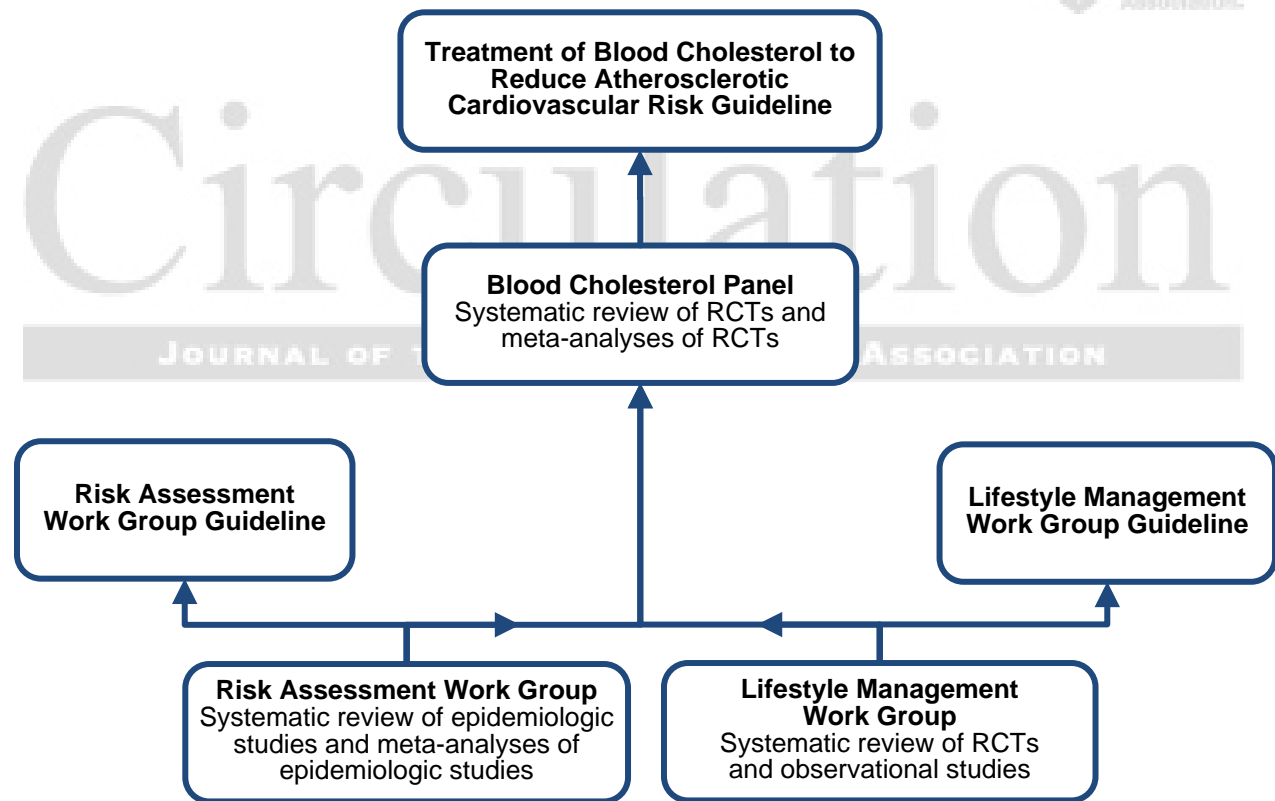 Association
Treatment of Blood Cholesterol to
Reduce Atherosclerotic
Cardiovascular Risk Guideline
Circulation
Blood Cholesterol Panel
Systematic review of RCTs and
meta-analyses of RCTs
JOURNAL OF ASSOCIATION
Risk Assessment
Work Group Guideline
Lifestyle Management
Work Group Guideline
Risk Assessment Work Group
Systematic review of epidemiologic
studies and meta-analyses of
epidemiologic studies
Lifestyle Management
Work Group
Systematic review of RCTs
and observational studies